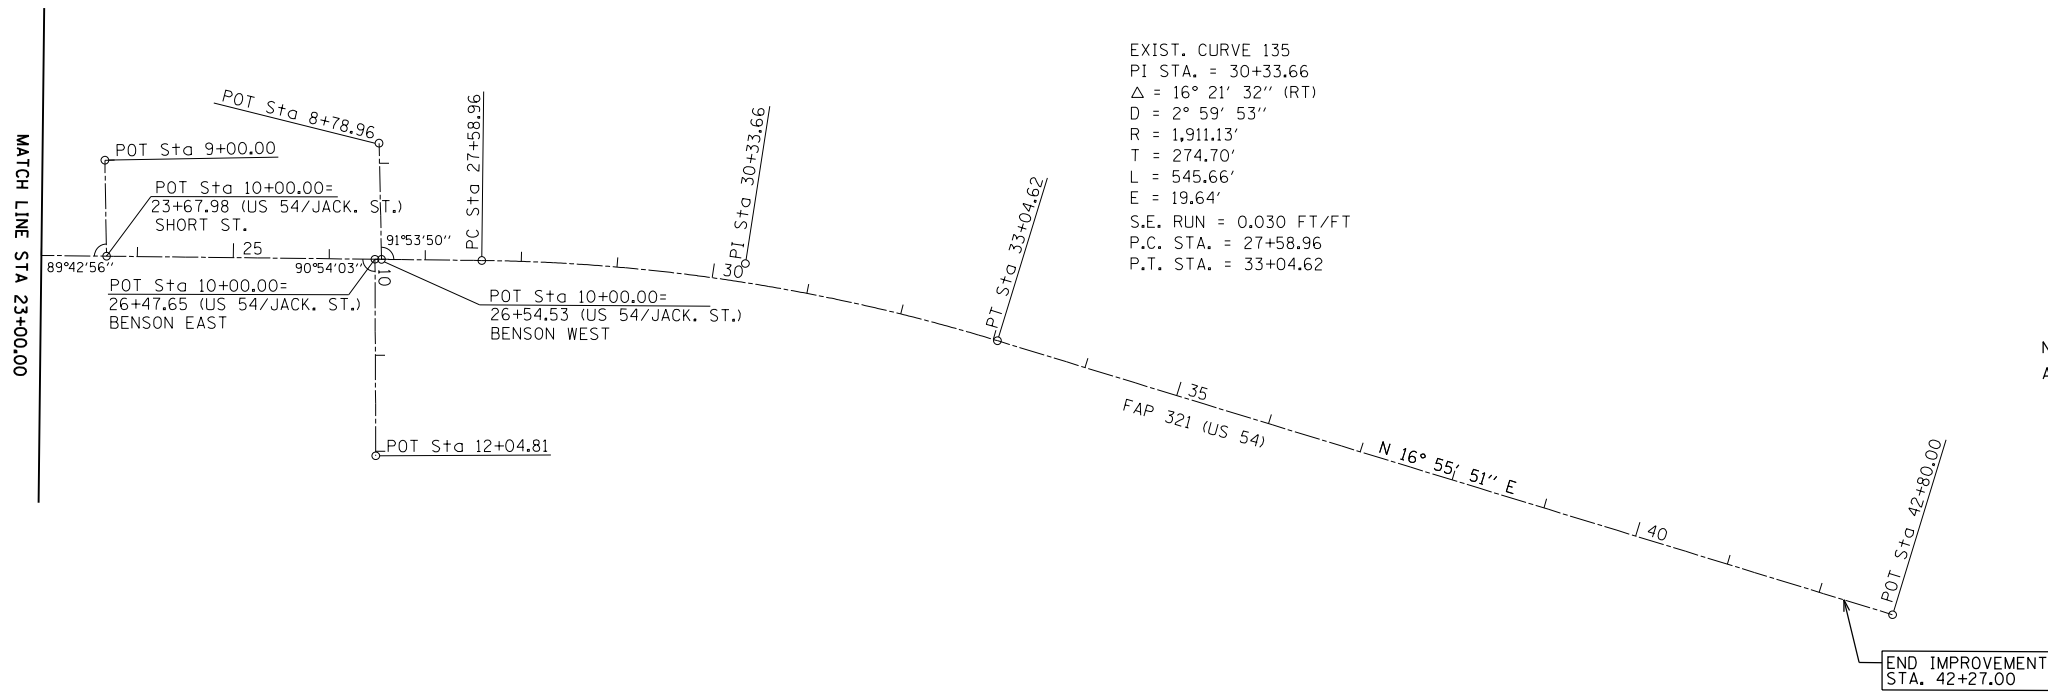 MATCH LINE STA 23+00.00
POT Sta 8+78.96
POT Sta 9+00.00
POT Sta 10+00.00=
23+67.98 (US 54/JACK. ST.)
SHORT ST.
89°42'56''
25
90°54'03''
91°53'50''
10
POT Sta 10+00.00=
26+47.65 (US 54/JACK. ST.)
BENSON EAST
POT Sta 10+00.00=
26+54.53 (US 54/JACK. ST.)
BENSON WEST
POT Sta 12+04.81
PC Sta 27+58.96
PI Sta 30+33.66
30
PT Sta 33+04.62
EXIST. CURVE 135
PI STA. = 30+33.66
Δ = 16° 21' 32'' (RT)
D = 2° 59' 53''
R = 1,911.13'
T = 274.70'
L = 545.66'
E = 19.64'
S.E. RUN = 0.030 FT/FT
P.C. STA. = 27+58.96
P.T. STA. = 33+04.62
35
FAP 321 (US 54)
N 16° 55' 51'' E
40
POT Sta 42+80.00
END IMPROVEMENT
STA. 42+27.00